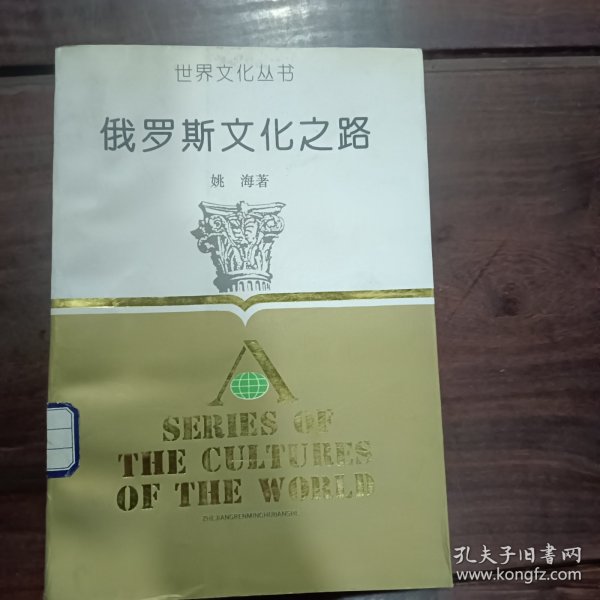 世界文化丛书
俄罗斯文化之路
姚 海著
A
SERIES OF
THE CULTURES
OF THE WORLD
ZHEJIANGRENMINCHUBANSHE
孔夫子旧书网
www.kongfz.com